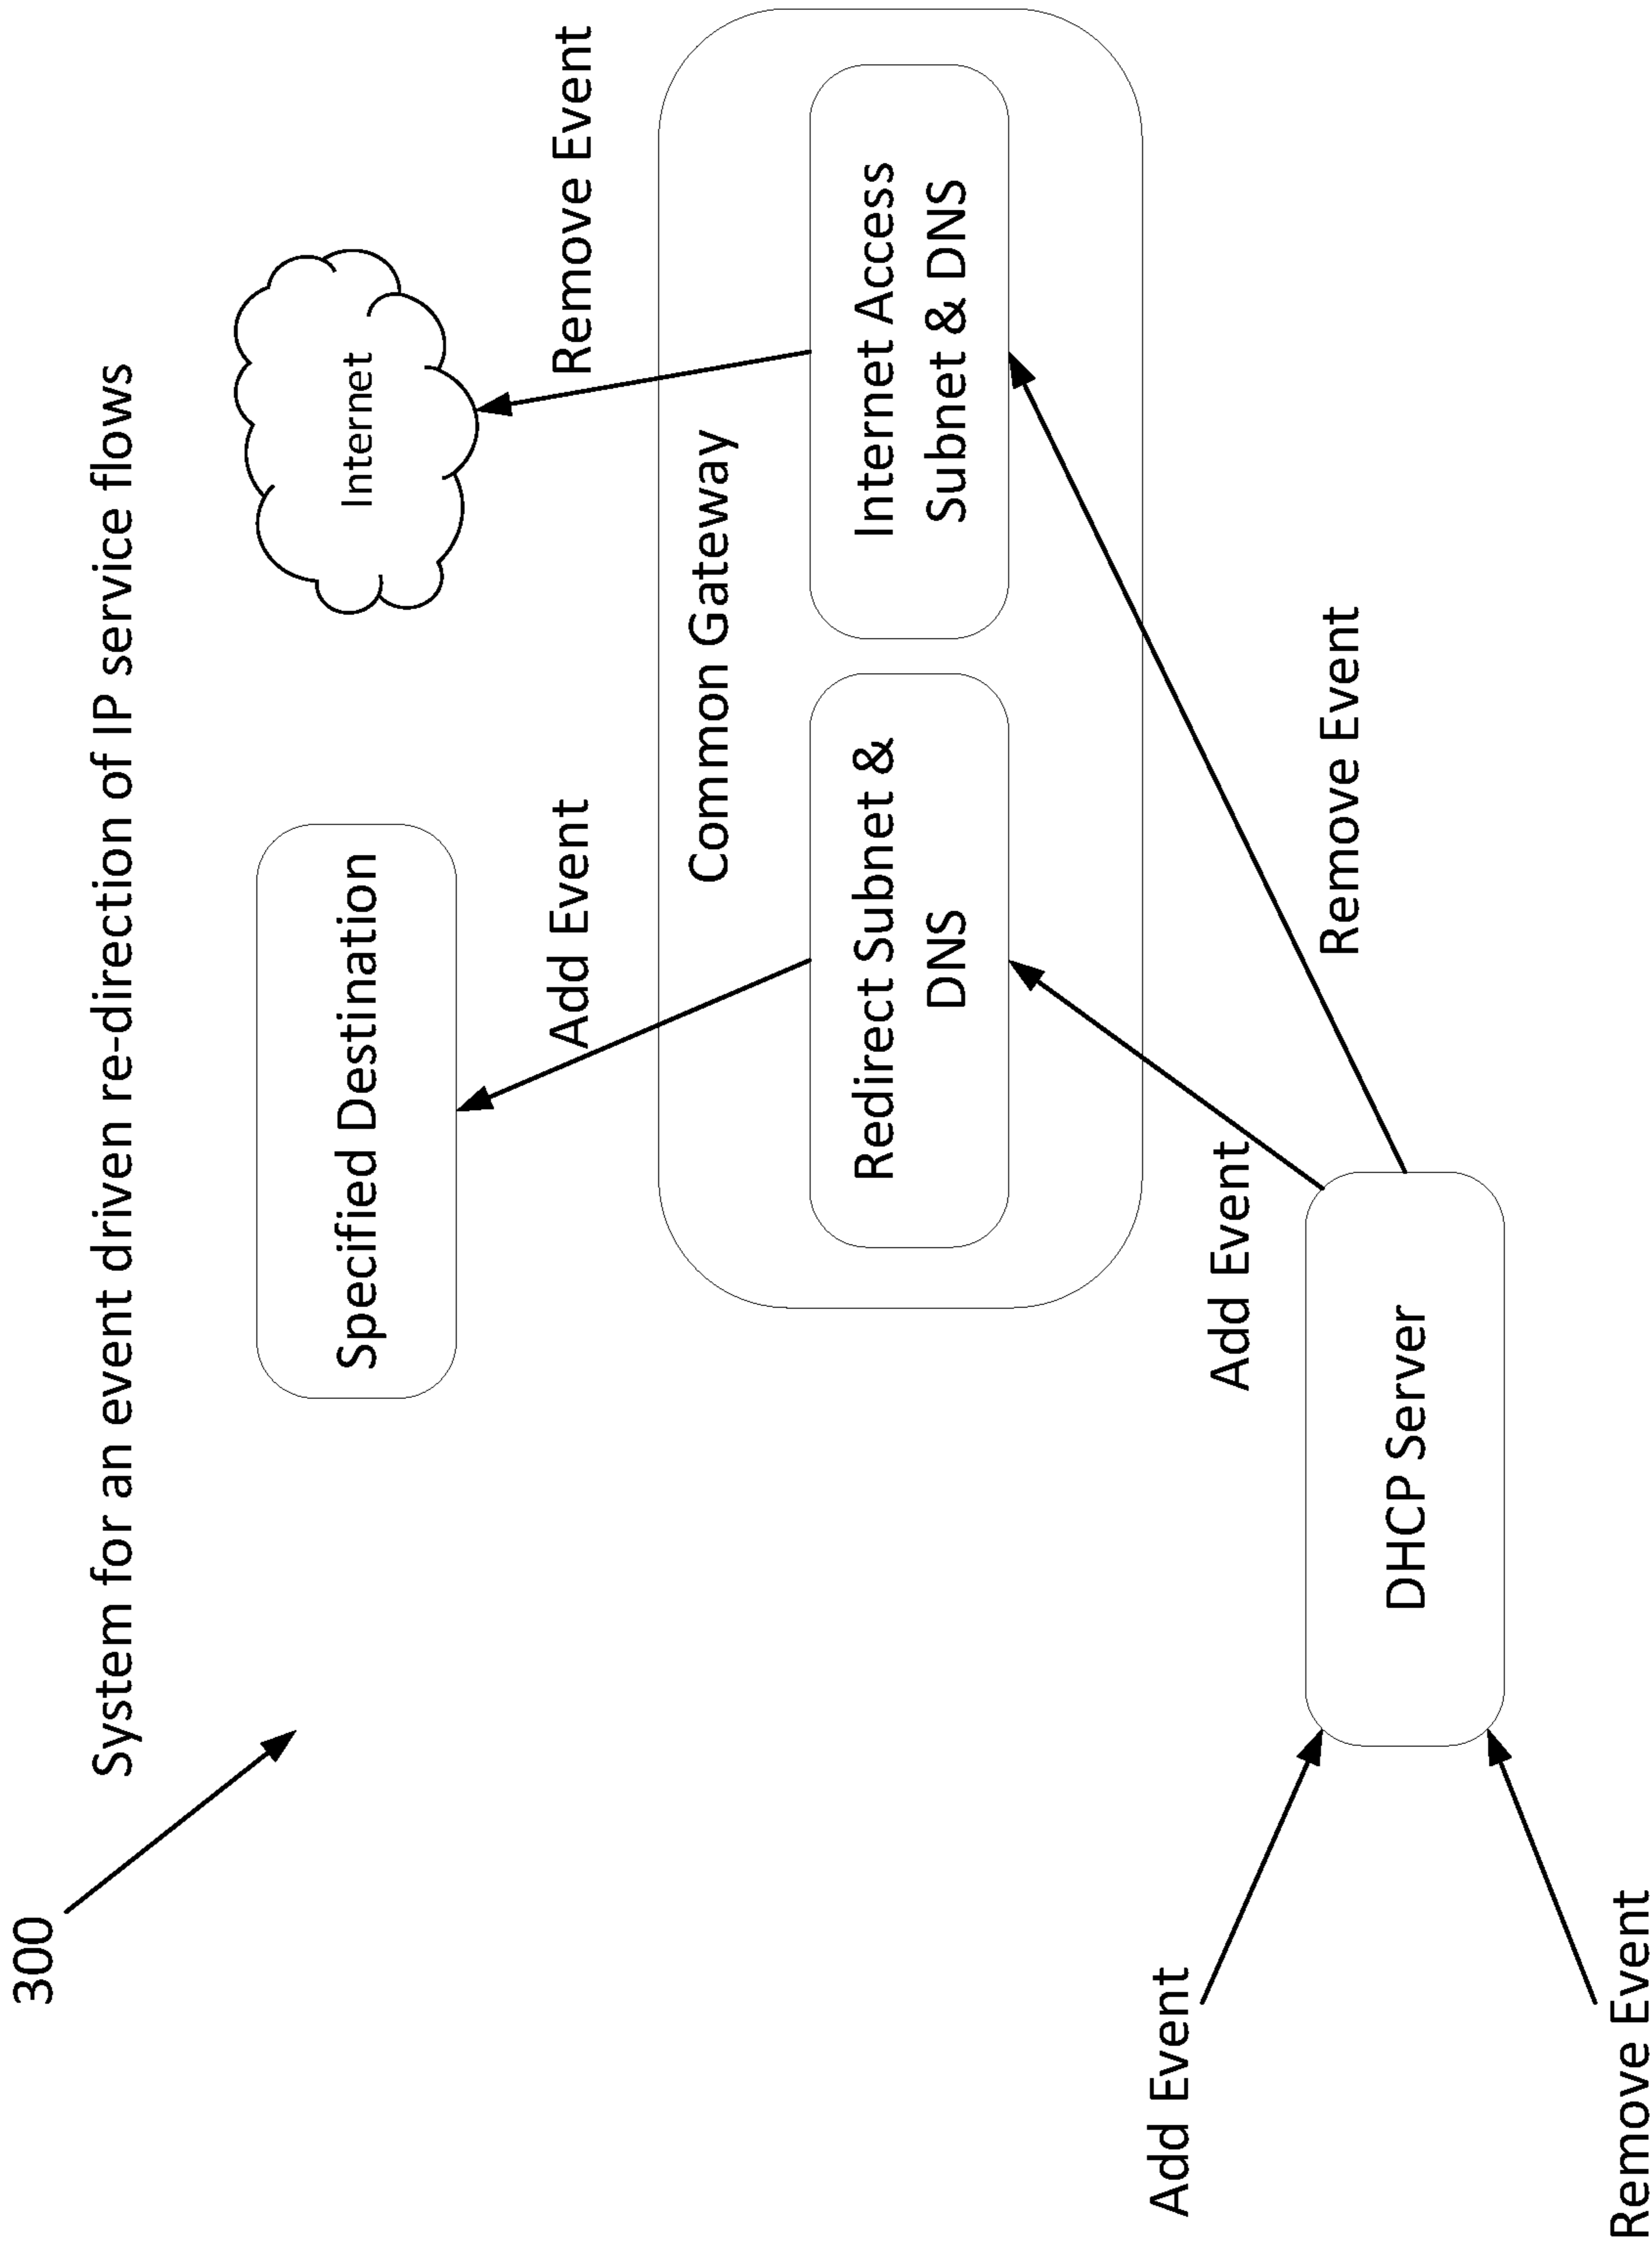 300
System for an event driven re-direction of IP service flows
Specified Destination
Internet
Add Event
Remove Event
Common Gateway
Redirect Subnet &
DNS
Internet Access
Subnet & DNS
Add Event
Add Event
Remove Event
DHCP Server
Remove Event